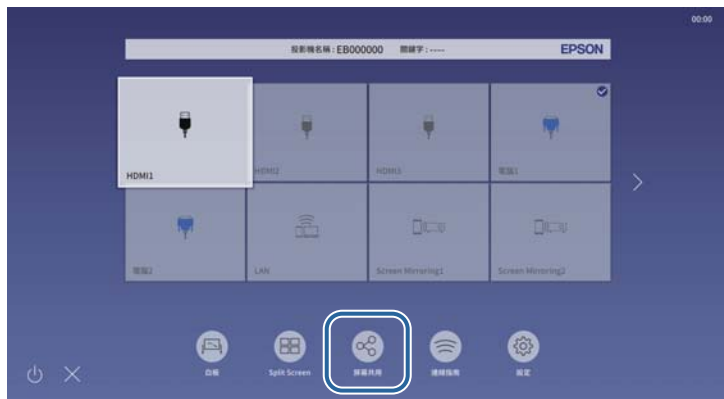 00:00
投影機名稱 : EB000000 關鍵字 : ---- EPSON
HDMI1 HDMI2 HDMI3 電腦1
電腦2 LAN Screen Mirroring1 Screen Mirroring2
白板 Split Screen 屏幕共用 連線指南 設定